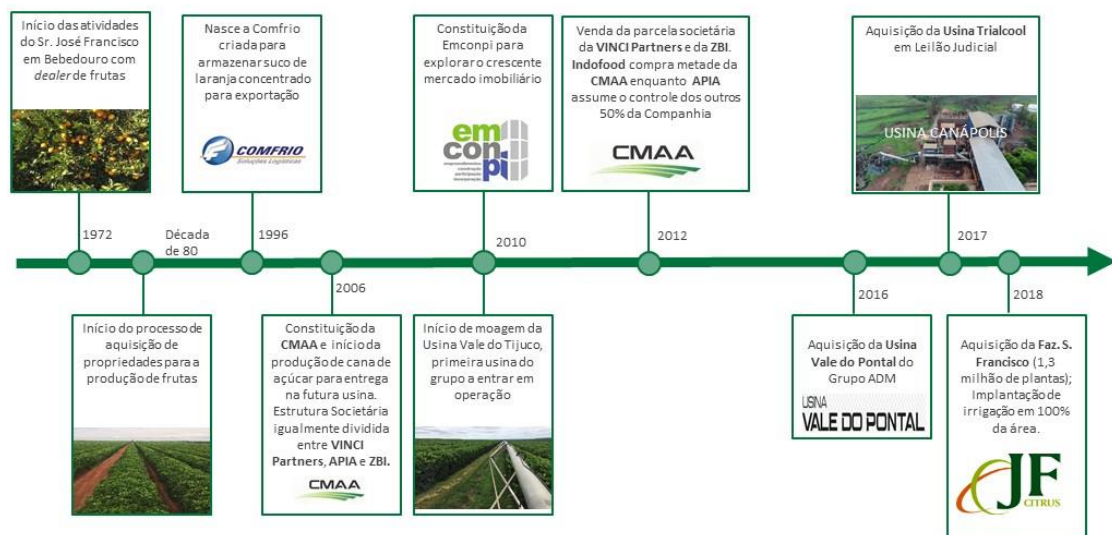 Início das atividades
do Sr. José Francisco
em Bebedouro com
dealer de frutas
Nasce a Comfrio
criada para
armazenar suco de
laranja concentrado
para exportação
COMFRIO
Soluções Logísticas
Constituição da
Emconpi para
explorar o crescente
mercado imobiliário
em
con
pi
empreendimentos
construção
participação
incorporação
Venda da parcela societária
da VINCI Partners e da ZBI.
Indofood compra metade da
CMAA enquanto APIA
assume o controle dos outros
50% da Companhia
CMAA
Aquisição da Usina Trialcool
em Leilão Judicial
USINA CANÁPOLIS
1972
Década
de 80
1996
2006
2010
2012
2016
2017
2018
Início do processo de
aquisição de
propriedades para a
produção de frutas
Constituição da
CMAA e início da
produção de cana de
açúcar para entrega
na futura usina.
Estrutura Societária
igualmente dividida
entre VINCI
Partners, APIA e ZBI.
CMAA
Início de moagem da
Usina Vale do Tijuco,
primeira usina do
grupo a entrar em
operação
Aquisição da Usina
Vale do Pontal do
Grupo ADM
USINA
VALE DO PONTAL
Aquisição da Faz. S.
Francisco (1,3
milhão de plantas);
Implantação de
irrigação em 100%
da área.
JF
CITRUS